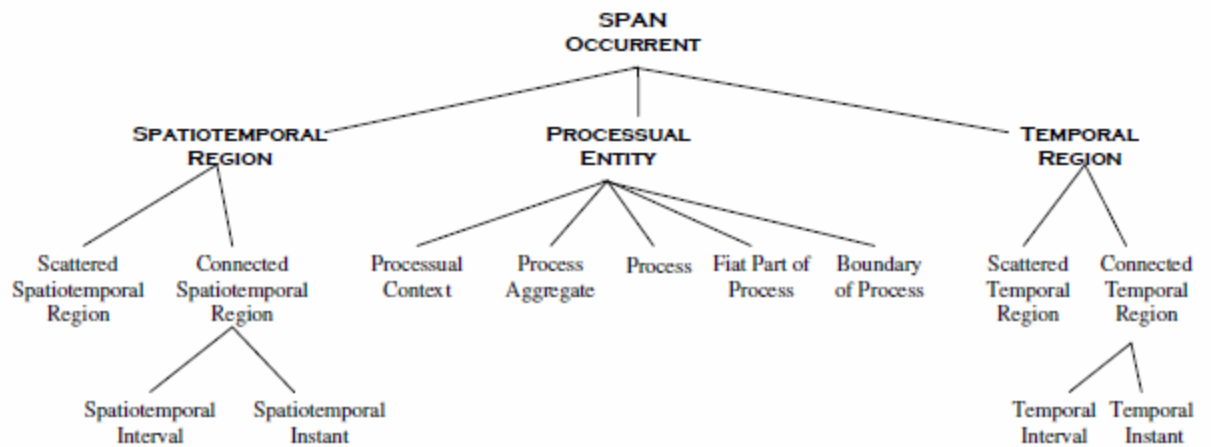 SPAN
OCCURRENT
SPATIOTEMPORAL
REGION
PROCESSUAL
ENTITY
TEMPORAL
REGION
Scattered
Spatiotemporal
Region
Connected
Spatiotemporal
Region
Processual
Context
Process
Aggregate
Process
Fiat Part of
Process
Boundary
of Process
Scattered
Temporal
Region
Connected
Temporal
Region
Spatiotemporal
Interval
Spatiotemporal
Instant
Temporal
Interval
Temporal
Instant